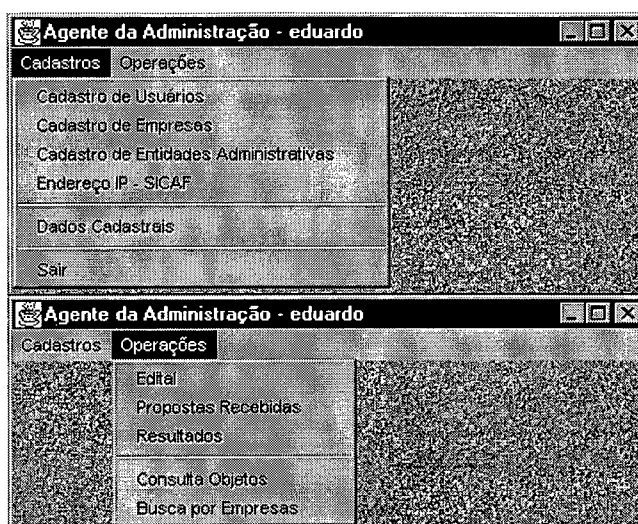 Agente da Administração - eduardo
Cadastros Operações
Cadastro de Usuários
Cadastro de Empresas
Cadastro de Entidades Administrativas
Endereço IP - SICAF
Dados Cadastrais
Sair
Agente da Administração - eduardo
Cadastros Operações
Edital
Propostas Recebidas
Resultados
Consulta Objetos
Busca por Empresas